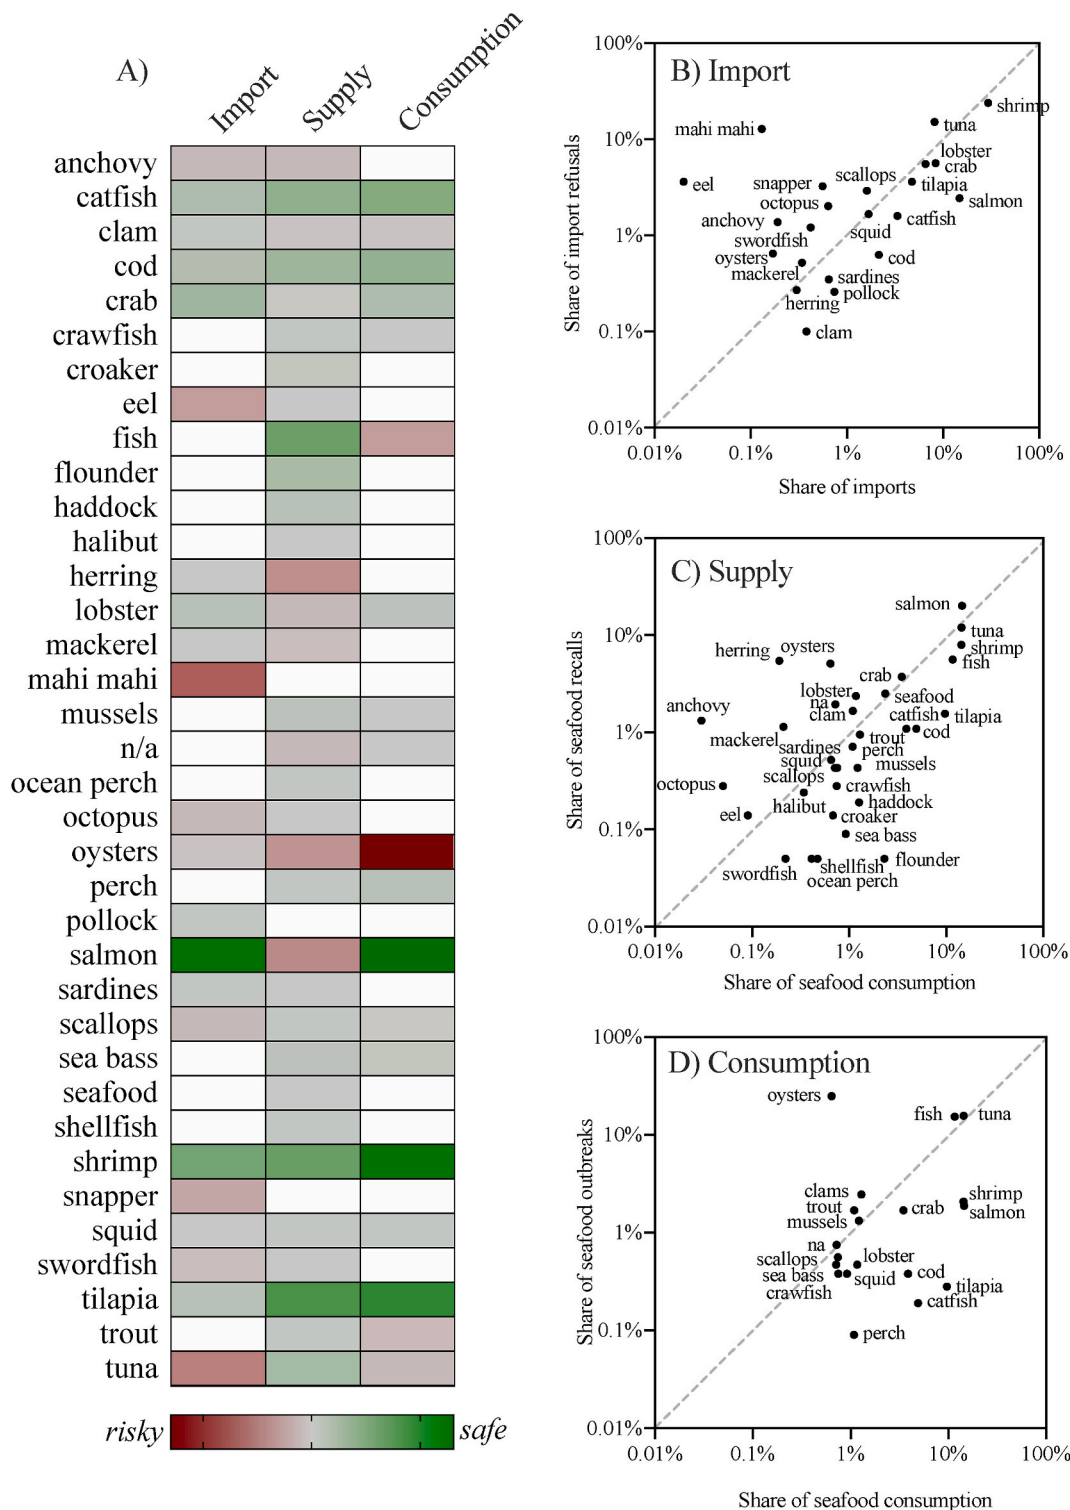 A)
Import
Supply
Consumption
anchovy
catfish
clam
cod
crab
crawfish
croaker
eel
fish
flounder
haddock
halibut
herring
lobster
mackerel
mahi mahi
mussels
n/a
ocean perch
octopus
oysters
perch
pollock
salmon
sardines
scallops
sea bass
seafood
shellfish
shrimp
snapper
squid
swordfish
tilapia
trout
tuna
risky
safe
B) Import
100%
10%
1%
0.1%
0.01%
Share of import refusals
shrimp
mahi mahi
tuna
lobster
crab
scallops
eel
snapper
tilapia
octopus
salmon
anchovy
catfish
squid
swordfish
oysters
cod
mackerel
sardines
pollock
herring
clam
0.01%
0.1%
1%
10%
100%
Share of imports
C) Supply
100%
10%
1%
0.1%
0.01%
Share of seafood recalls
salmon
tuna
shrimp
herring
oysters
fish
crab
lobster
seafood
na
anchovy
clam
catfish
tilapia
mackerel
trout
cod
sardines
perch
squid
mussels
scallops
octopus
crawfish
halibut
haddock
eel
croaker
sea bass
swordfish
shellfish
flounder
ocean perch
0.01%
0.1%
1%
10%
100%
Share of seafood consumption
D) Consumption
100%
10%
1%
0.1%
0.01%
Share of seafood outbreaks
oysters
fish
tuna
clams
shrimp
trout
crab
salmon
mussels
na
scallops
lobster
sea bass
squid
cod
crawfish
tilapia
catfish
perch
0.01%
0.1%
1%
10%
100%
Share of seafood consumption